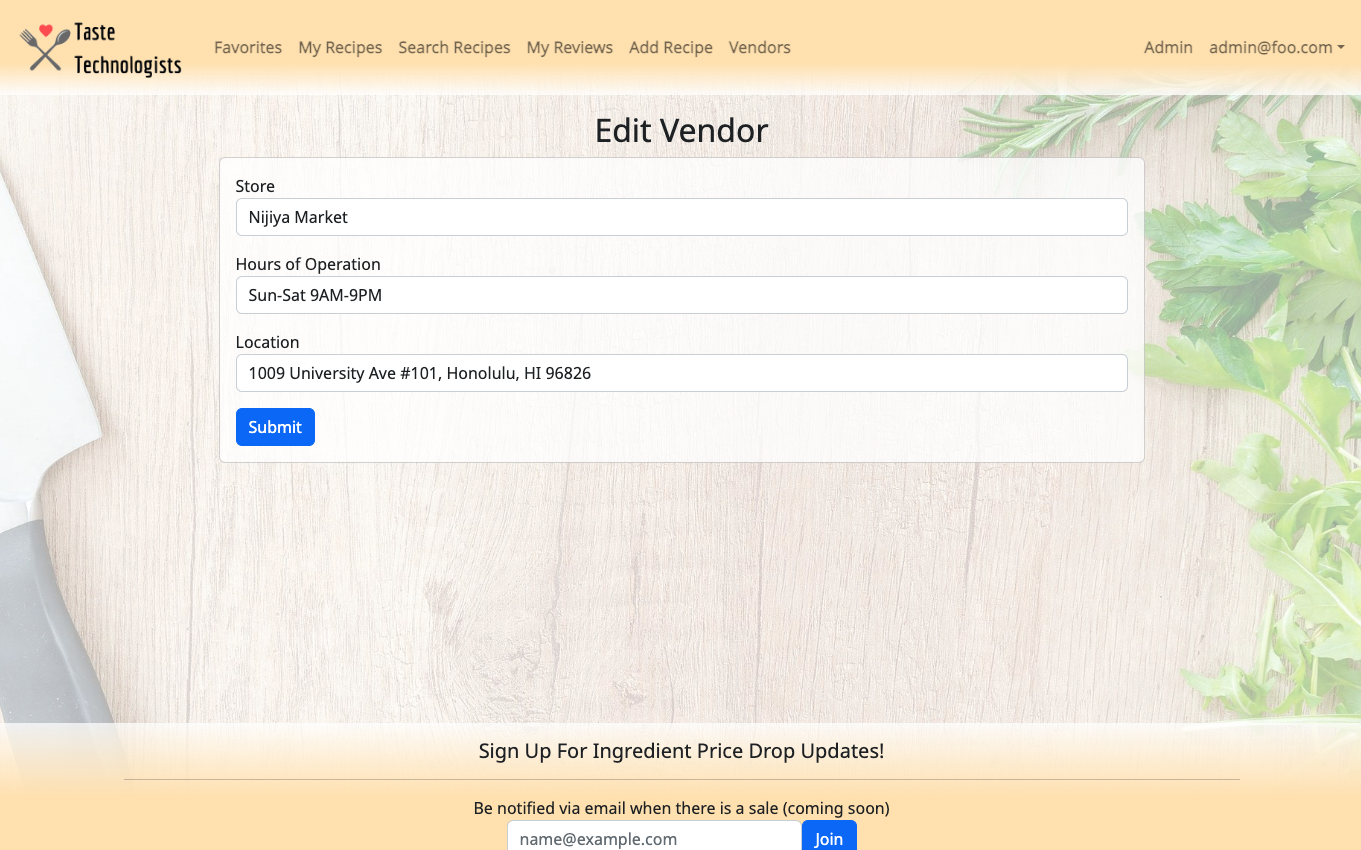 Taste
Technologists
Favorites My Recipes Search Recipes My Reviews Add Recipe Vendors Admin admin@foo.com
Edit Vendor
Store
Nijiya Market
Hours of Operation
Sun-Sat 9AM-9PM
Location
1009 University Ave #101, Honolulu, HI 96826
Submit
Sign Up For Ingredient Price Drop Updates!
Be notified via email when there is a sale (coming soon)
name@example.com Join